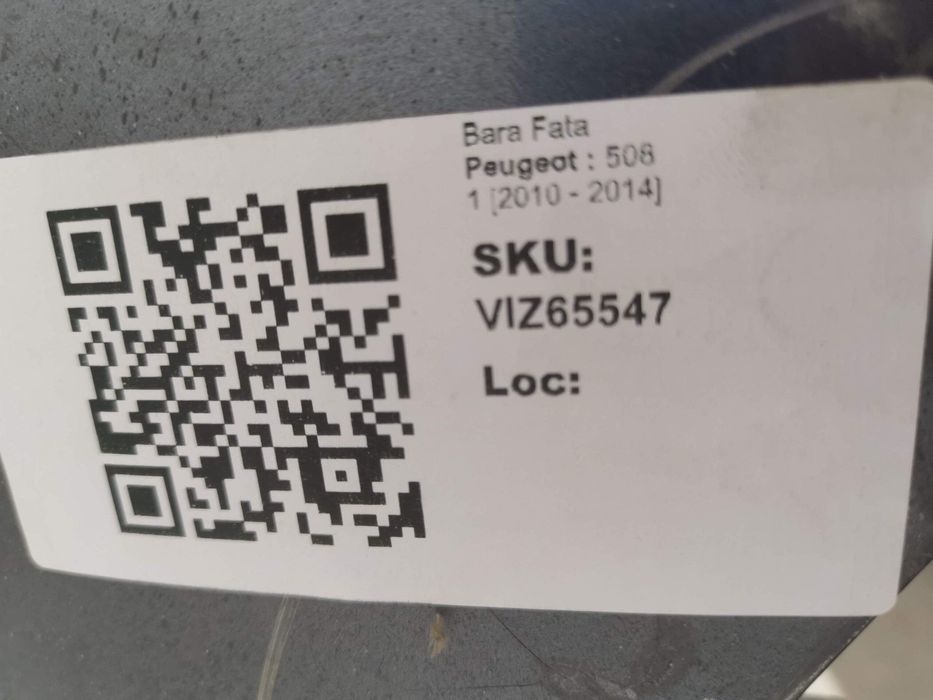 Bara Fata
Peugeot : 508
1 [2010 - 2014]
SKU:
VIZ65547
Loc: